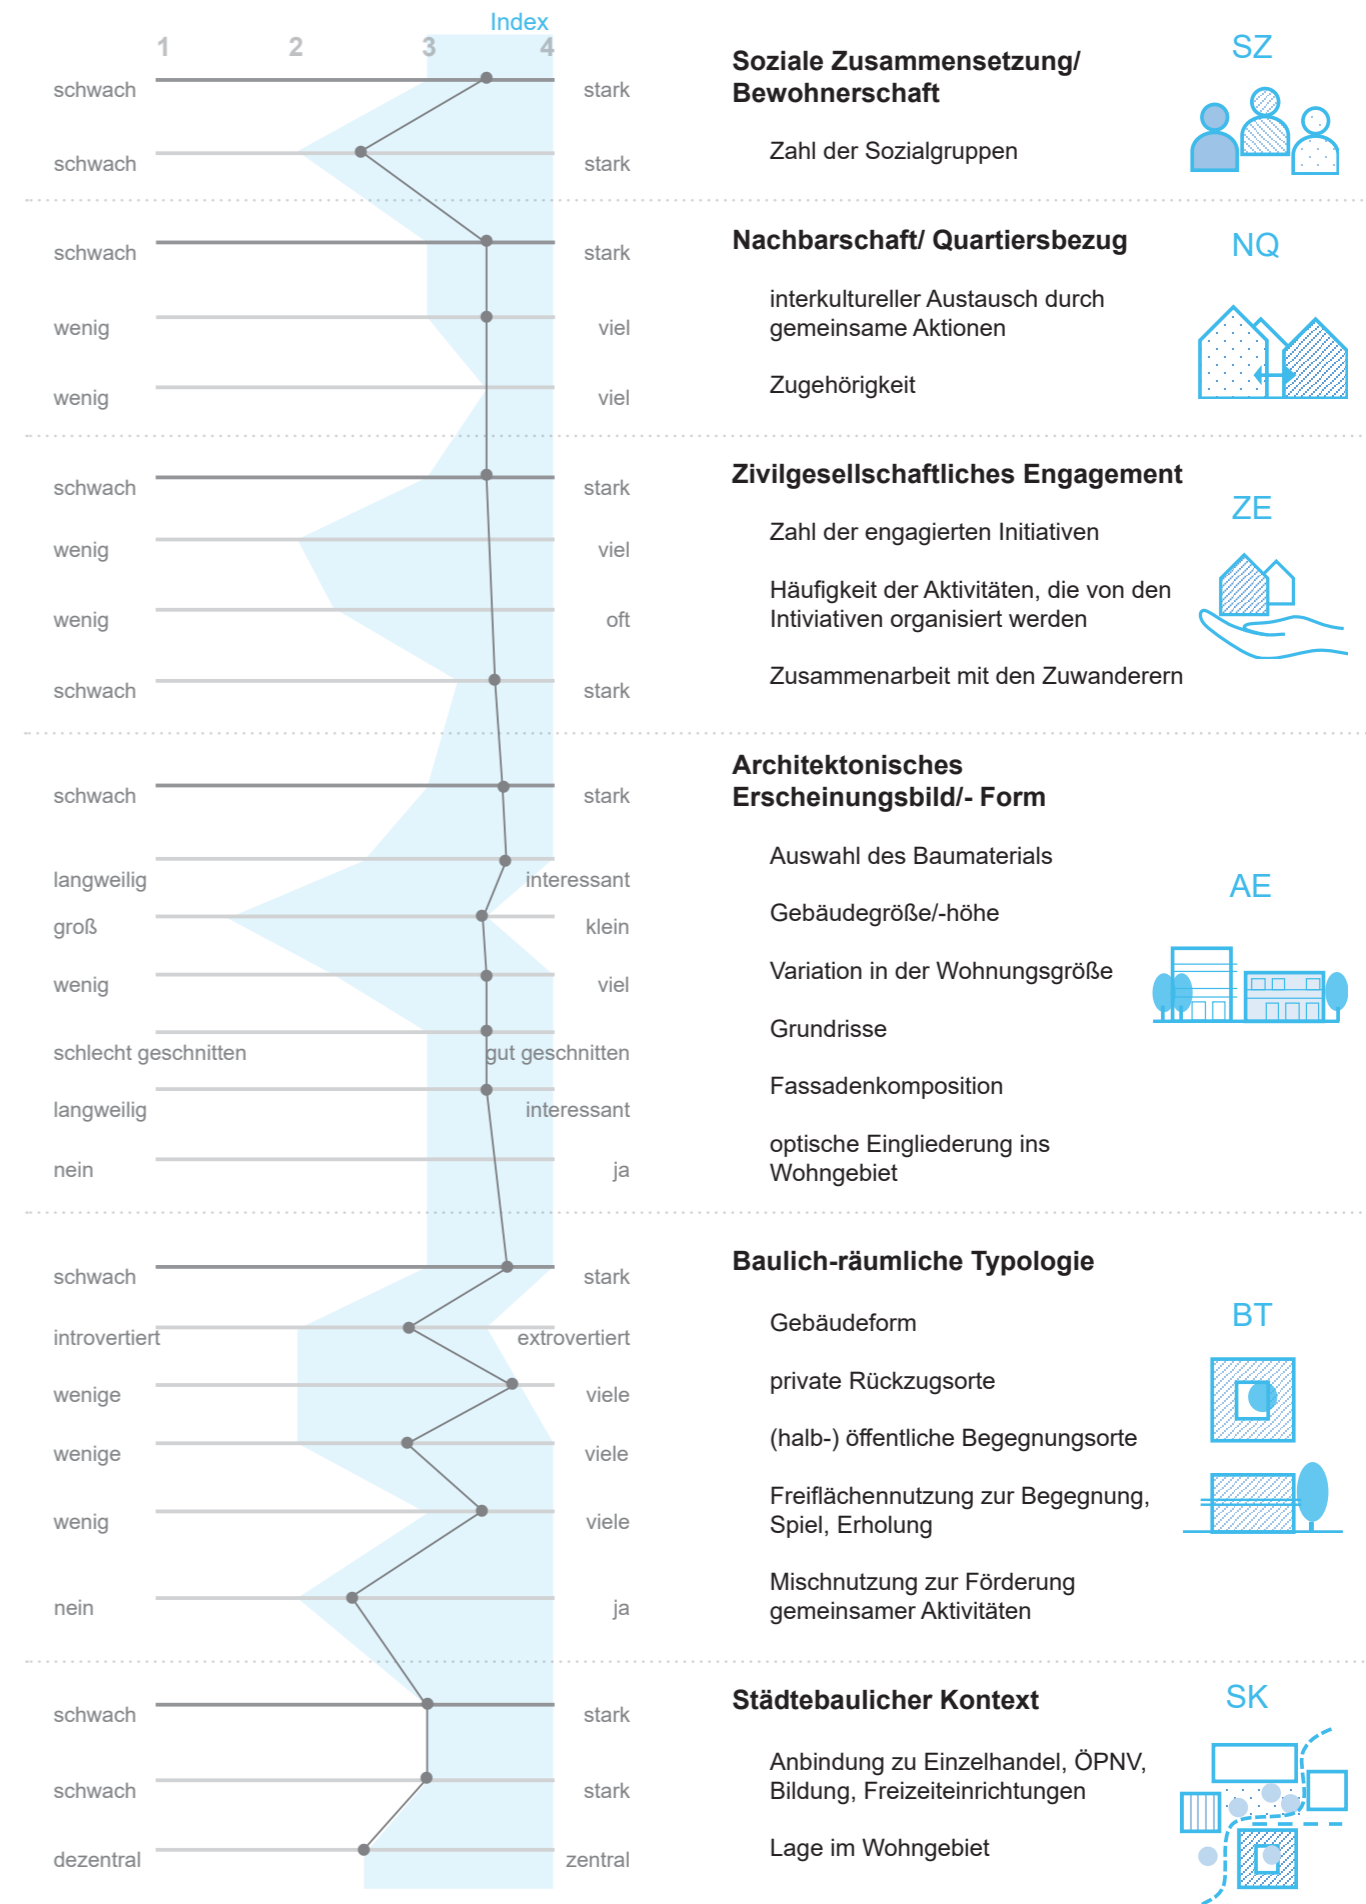 Index
1 2 3 4
schwach stark
Soziale Zusammensetzung/
Bewohnerschaft
SZ
schwach stark
Zahl der Sozialgruppen
schwach stark
Nachbarschaft/ Quartiersbezug
NQ
wenig viel
interkultureller Austausch durch
gemeinsame Aktionen
wenig viel
Zugehörigkeit
schwach stark
Zivilgesellschaftliches Engagement
ZE
wenig viel
Zahl der engagierten Initiativen
wenig oft
Häufigkeit der Aktivitäten, die von den
Intiviativen organisiert werden
schwach stark
Zusammenarbeit mit den Zuwanderern
schwach stark
Architektonisches
Erscheinungsbild/- Form
AE
langweilig interessant
Auswahl des Baumaterials
groß klein
Gebäudegröße/-höhe
wenig viel
Variation in der Wohnungsgröße
schlecht geschnitten gut geschnitten
Grundrisse
langweilig interessant
Fassadenkomposition
nein ja
optische Eingliederung ins
Wohngebiet
schwach stark
Baulich-räumliche Typologie
BT
introvertiert extrovertiert
Gebäudeform
wenige viele
private Rückzugsorte
wenige viele
(halb-) öffentliche Begegnungsorte
wenig viele
Freiflächennutzung zur Begegnung,
Spiel, Erholung
nein ja
Mischnutzung zur Förderung
gemeinsamer Aktivitäten
schwach stark
Städtebaulicher Kontext
SK
schwach stark
Anbindung zu Einzelhandel, ÖPNV,
Bildung, Freizeiteinrichtungen
dezentral zentral
Lage im Wohngebiet